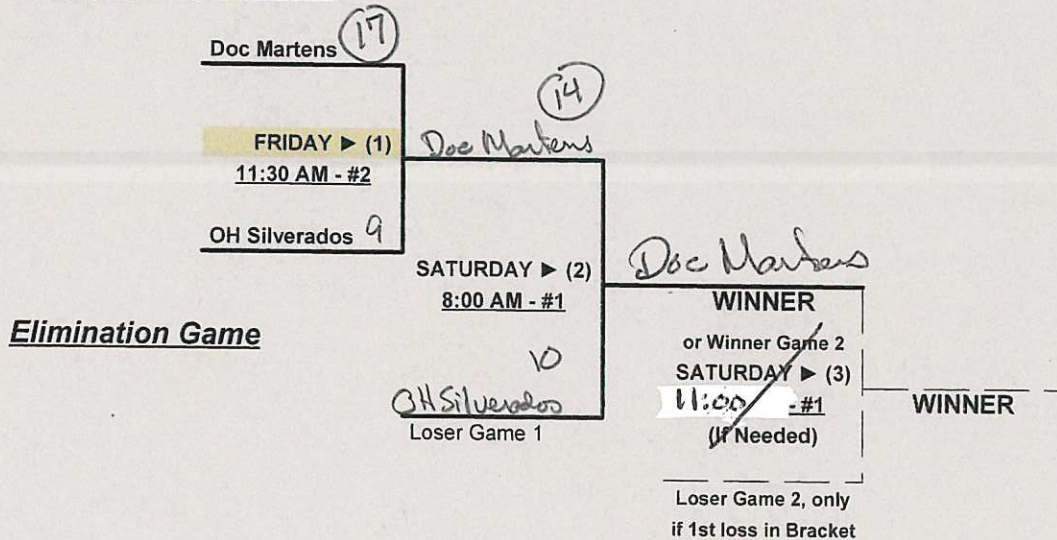 Doc Martens 17
14
FRIDAY ► (1)
Doc Martens
11:30 AM - #2
OH Silverados 9
SATURDAY ► (2)
8:00 AM - #1
Doc Martens
WINNER
Elimination Game
or Winner Game 2
SATURDAY ► (3)
11:00 - #1
(If Needed)
WINNER
10
OH Silverados
Loser Game 1
Loser Game 2, only
if 1st loss in Bracket